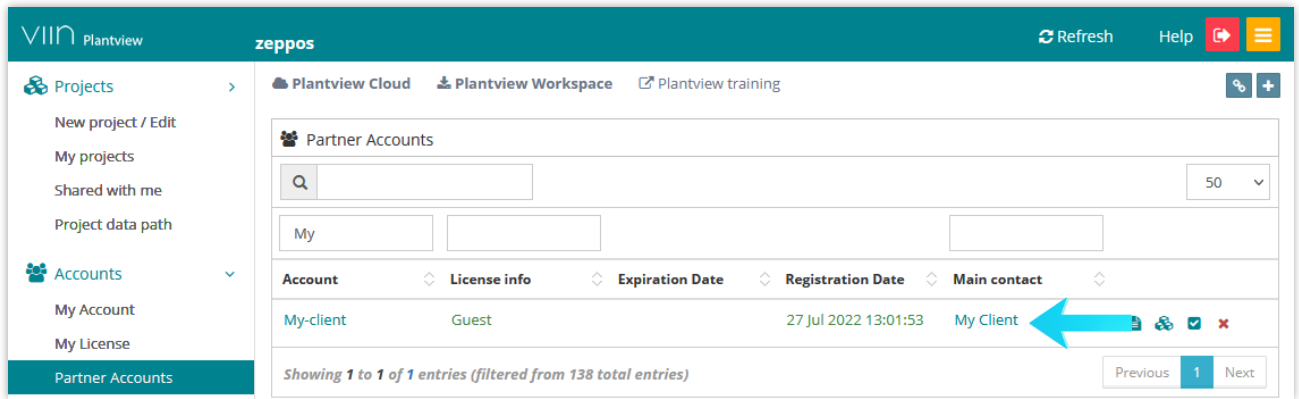 VIIN Plantview
zeppos
Refresh
Help
Projects
New project / Edit
My projects
Shared with me
Project data path
Accounts
My Account
My License
Partner Accounts
Plantview Cloud Plantview Workspace Plantview training
Partner Accounts
50
My
Account License info Expiration Date Registration Date Main contact
My-client Guest 27 Jul 2022 13:01:53 My Client
Showing 1 to 1 of 1 entries (filtered from 138 total entries)
Previous 1 Next